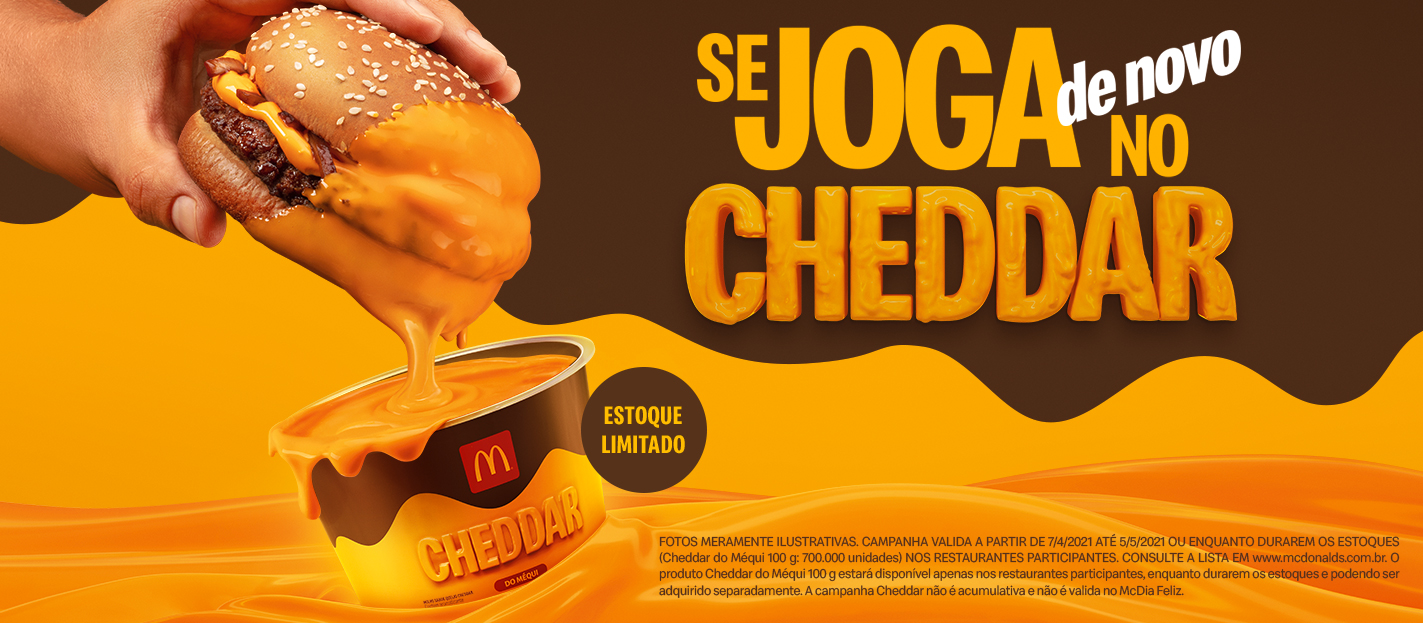 SE JOGA de novo
NO
CHEDDAR
ESTOQUE
LIMITADO
M
CHEDDAR
DO MÉQUI
FOTOS MERAMENTE ILUSTRATIVAS. CAMPANHA VALIDA A PARTIR DE 7/4/2021 ATÉ 5/5/2021 OU ENQUANTO DURAREM OS ESTOQUES
(Cheddar do Méqui 100 g: 700.000 unidades) NOS RESTAURANTES PARTICIPANTES. CONSULTE A LISTA EM www.mcdonalds.com.br. O
produto Cheddar do Méqui 100 g estará disponível apenas nos restaurantes participantes, enquanto durarem os estoques e podendo ser
adquirido separadamente. A campanha Cheddar não é acumulativa e não é valida no McDia Feliz.